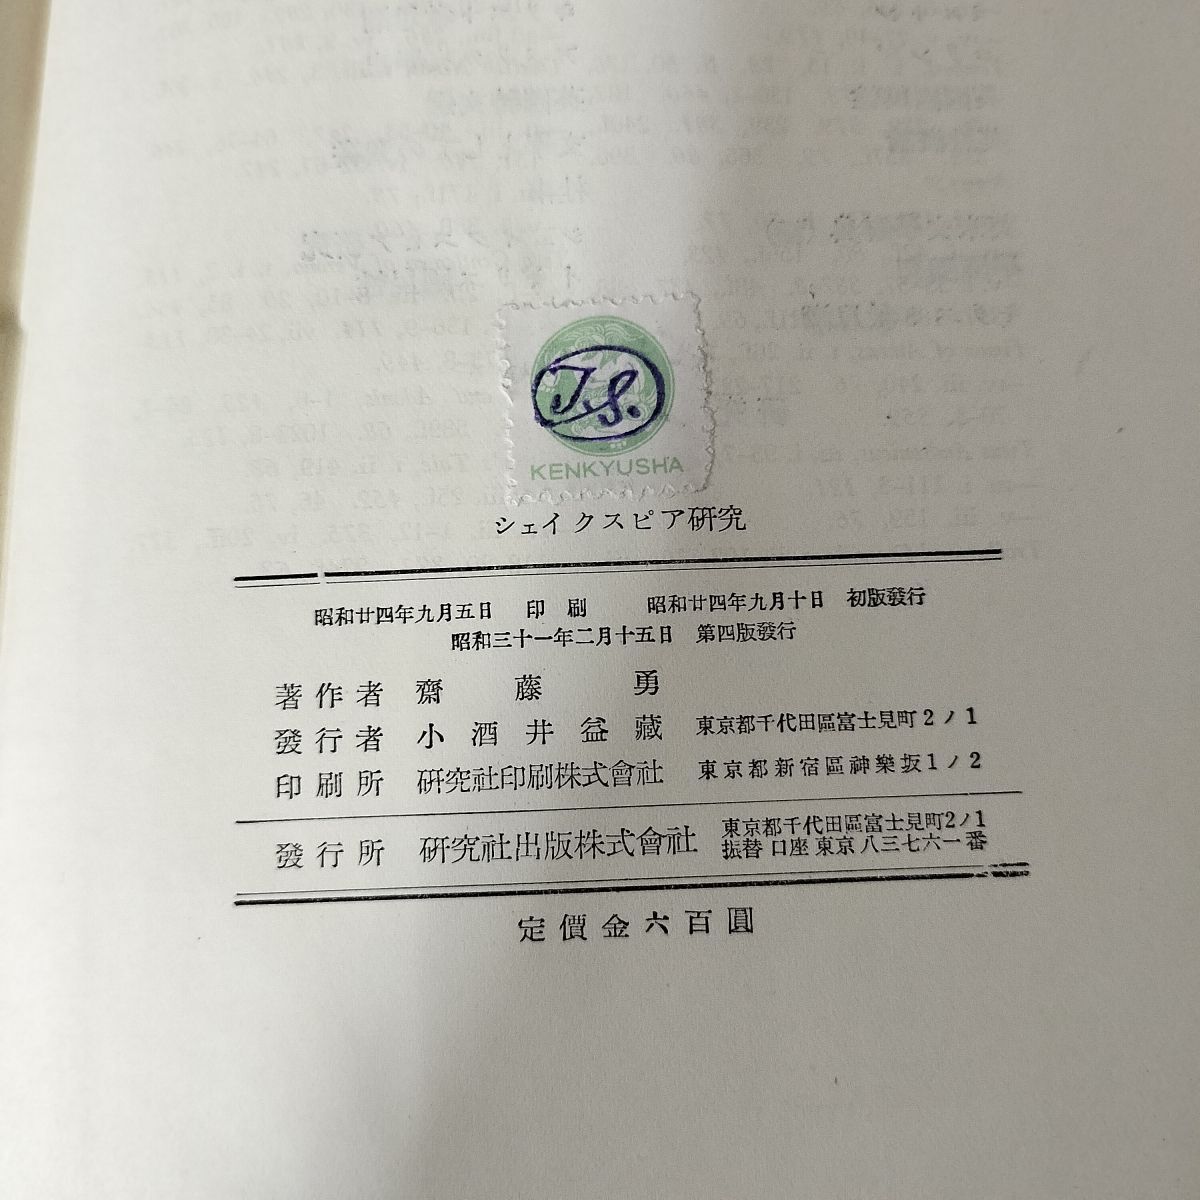 T.S.
KENKYUSHA
シェイクスピア研究
昭和廿四年九月五日 印刷 昭和廿四年九月十日 初版發行
昭和三十一年二月十五日 第四版發行
著作者 齋藤勇
發行者 小酒井益藏 東京都千代田區富士見町2ノ1
印刷所 研究社印刷株式會社 東京都新宿區神樂坂1ノ2
發行所 研究社出版株式會社 東京都千代田區富士見町2ノ1
振替口座東京八三七六一番
定價金六百圓